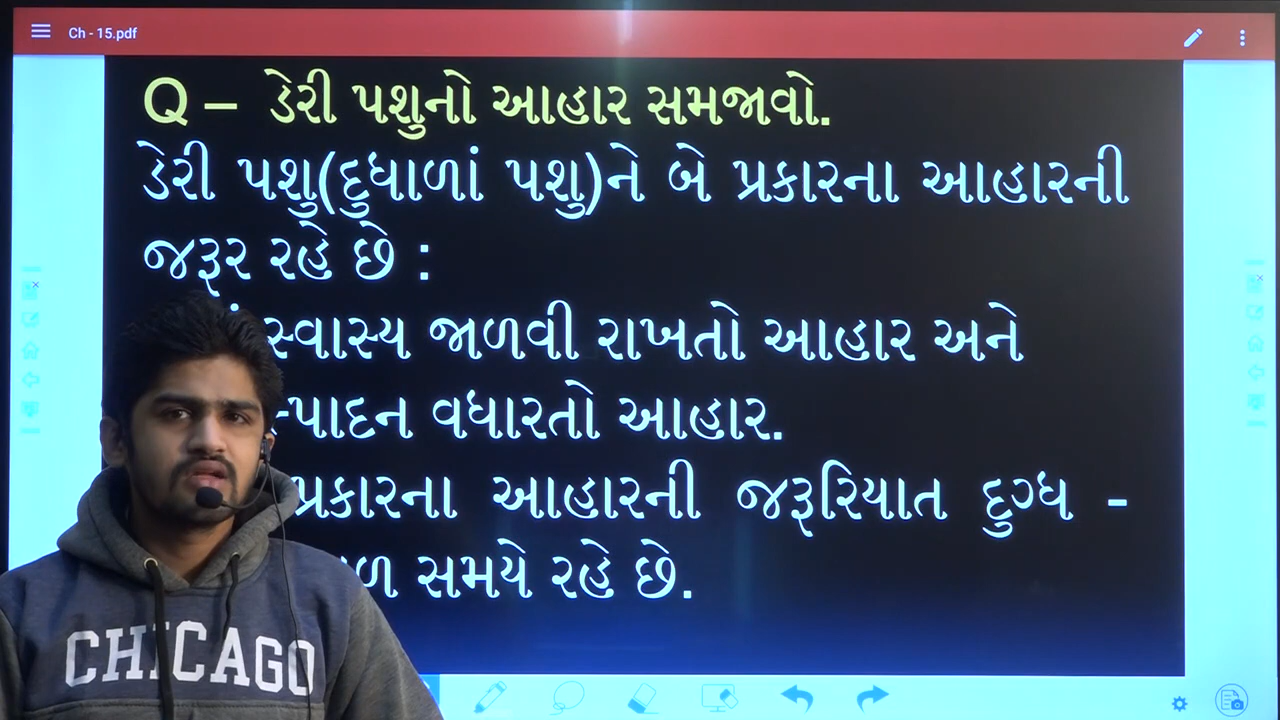 Ch - 15.pdf
Q – ડેરી પશુનો આહાર સમજાવો.
ડેરી પશુ(દુધાળાં પશુ)ને બે પ્રકારના આહારની
જરૂર રહે છે :
સ્વાસ્ય જાળવી રાખતો આહાર અને
વધારતો આહાર.
પ્રકારના આહારની જરૂરિયાત દુગ્ધ -
સમયે રહે છે.
CHICAGO